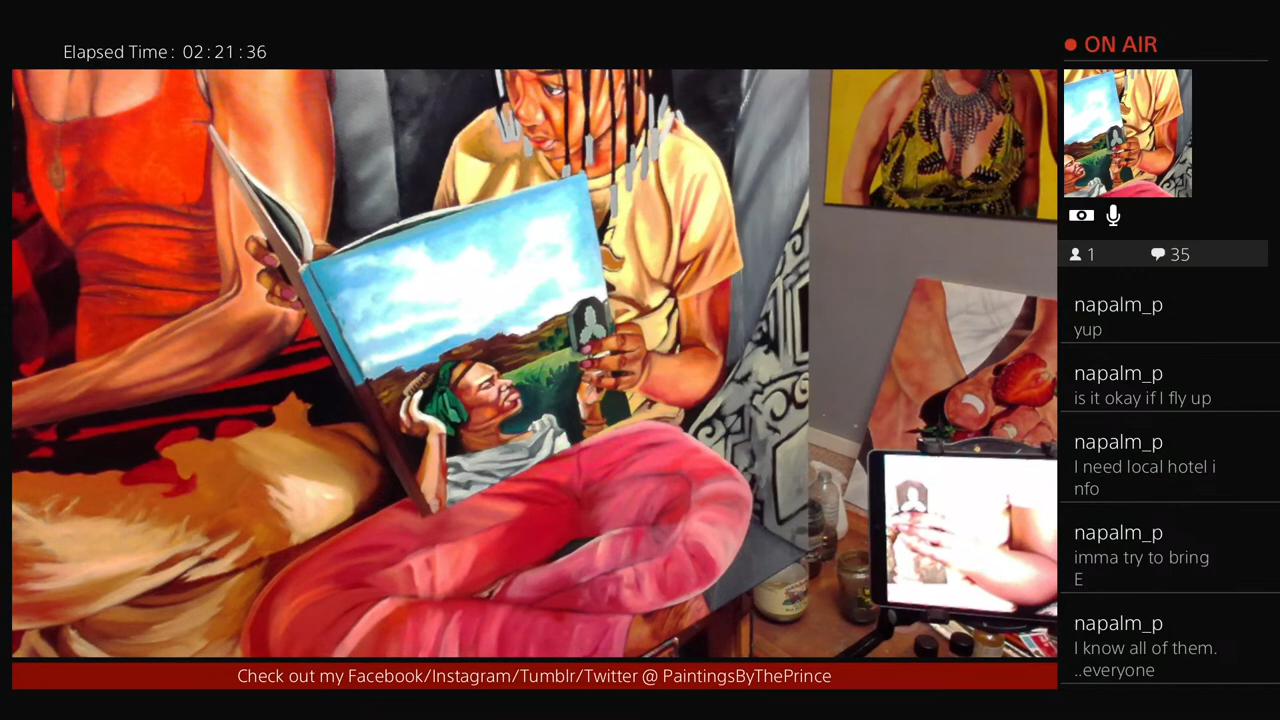 Elapsed Time: 02:21:36
ON AIR
1 35
napalm_p
yup
napalm_p
is it okay if I fly up
napalm_p
I need local hotel i
nfo
napalm_p
imma try to bring
E
napalm_p
I know all of them.
..everyone
Check out my Facebook/Instagram/Tumblr/Twitter @ PaintingsByThePrince